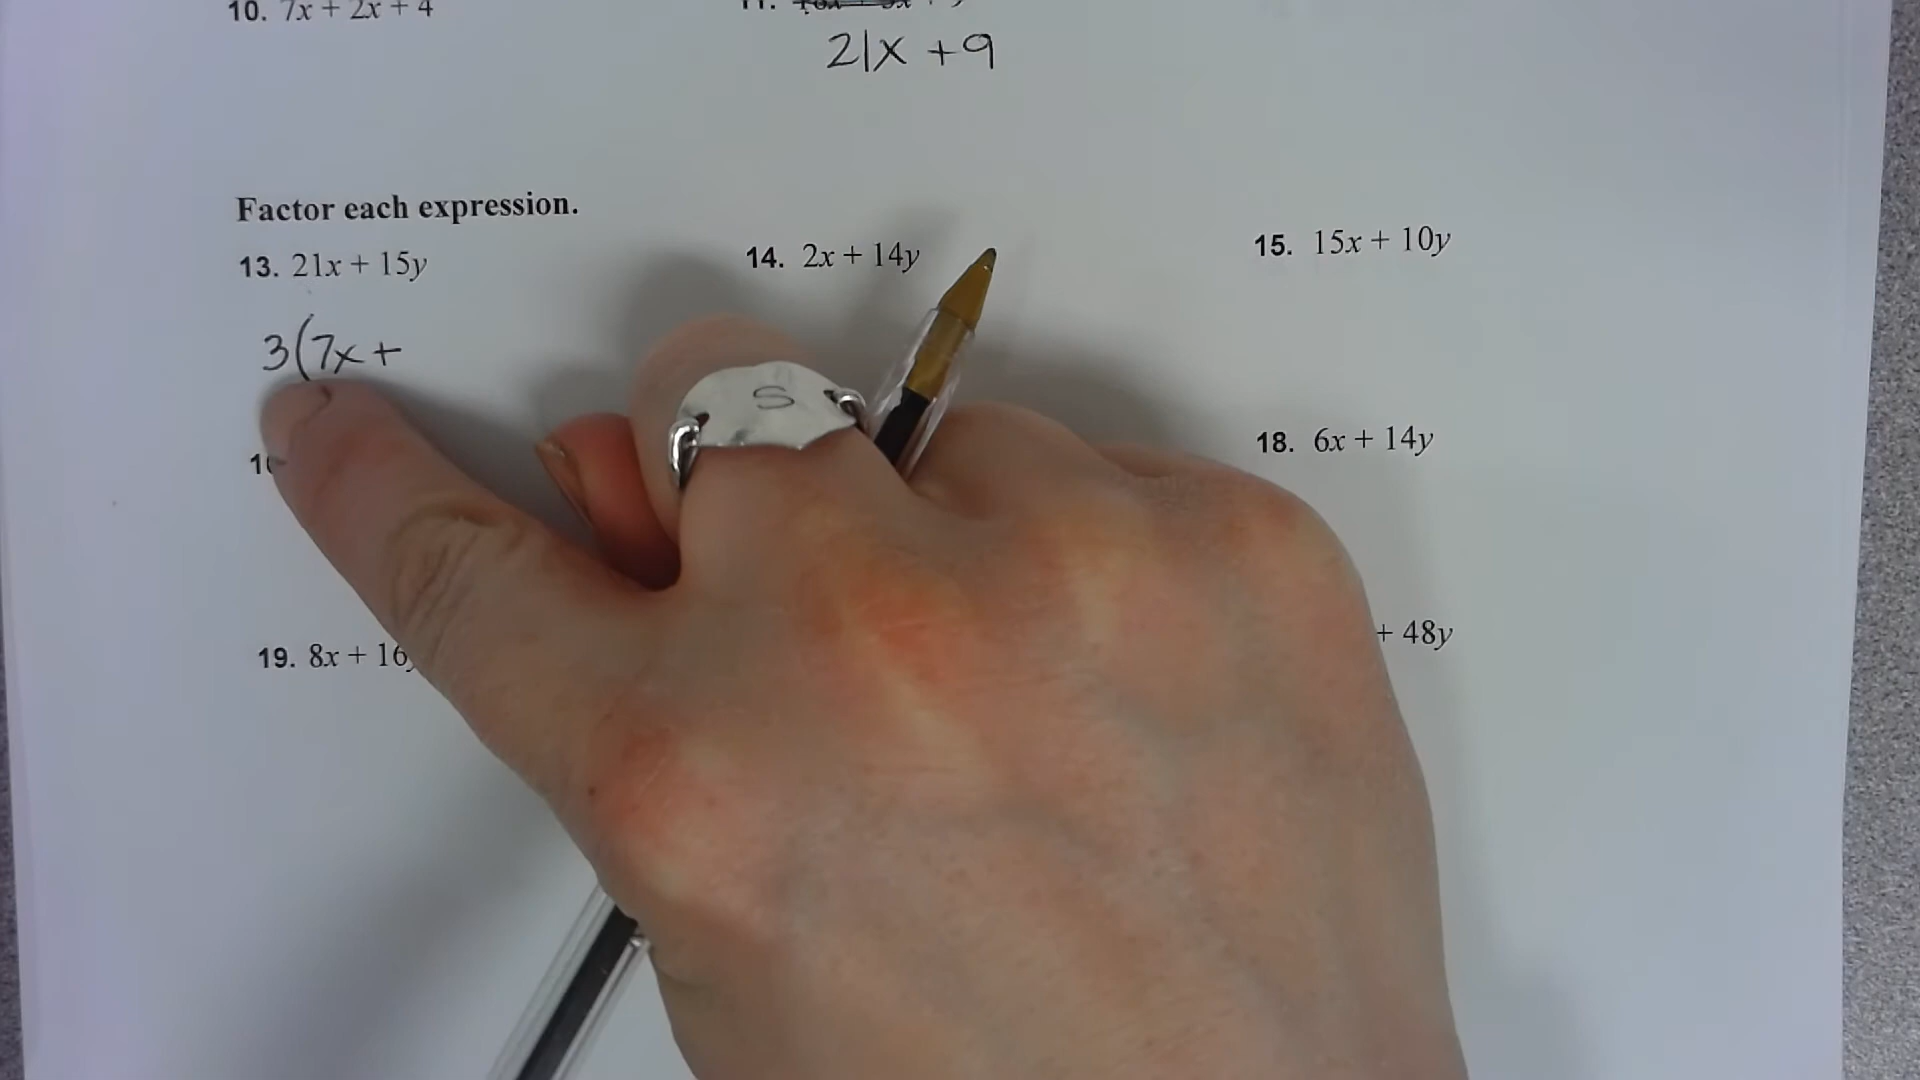 10. 7x + 2x + 4
11.
21x + 9
Factor each expression.
13. 21x + 15y
14. 2x + 14y
15. 15x + 10y
3(7x +
18. 6x + 14y
19. 8x + 16
+ 48y
S